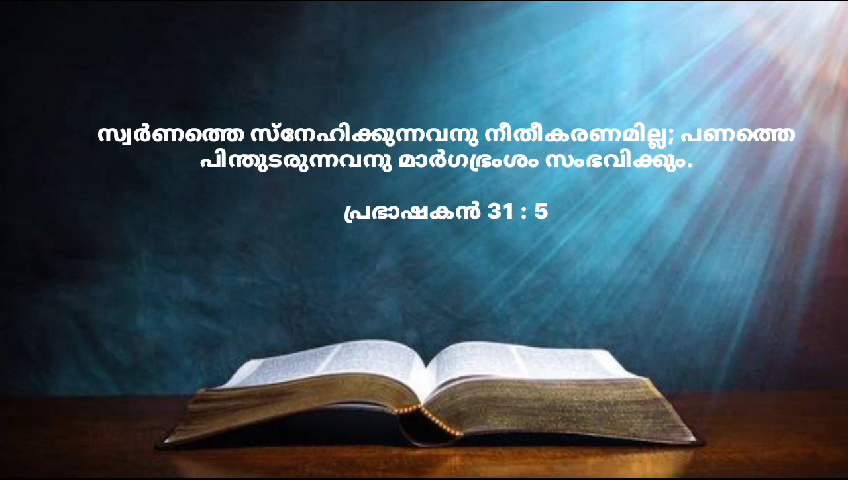 സ്വർണത്തെ സ്നേഹിക്കുന്നവനു നീതീകരണമില്ല; പണത്തെ
പിന്തുടരുന്നവനു മാർഗഭ്രംശം സംഭവിക്കും.
പ്രഭാഷകൻ 31 : 5